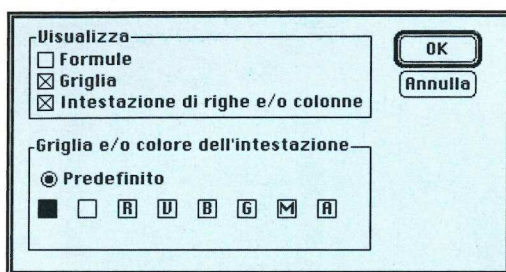 Visualizza
Formule
Griglia
Intestazione di righe e/o colonne
OK
Annulla
Griglia e/o colore dell'intestazione
Predefinito
R V B G M A